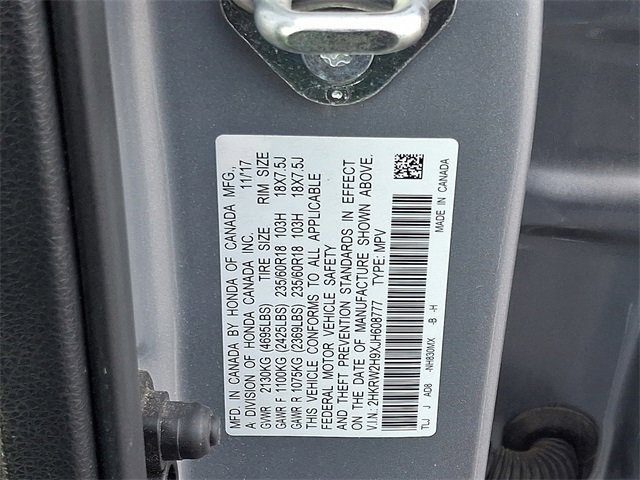 MFD. IN CANADA BY HONDA OF CANADA MFG.,
A DIVISION OF HONDA CANADA INC. 11/17
TIRE SIZE RIM SIZE
GVWR 2130KG (4695LBS)
GAWR F 1100KG (2425LBS) 235/60R18 103H 18X7.5J
GAWR R 1075KG (2369LBS) 235/60R18 103H 18X7.5J
THIS VEHICLE CONFORMS TO ALL APPLICABLE
FEDERAL MOTOR VEHICLE SAFETY
AND THEFT PREVENTION STANDARDS IN EFFECT
ON THE DATE OF MANUFACTURE SHOWN ABOVE.
V.I.N.: 2HKRW2H9XJH608777 TYPE: MPV
TLJ J AD8 -NH830MX -B -H MADE IN CANADA